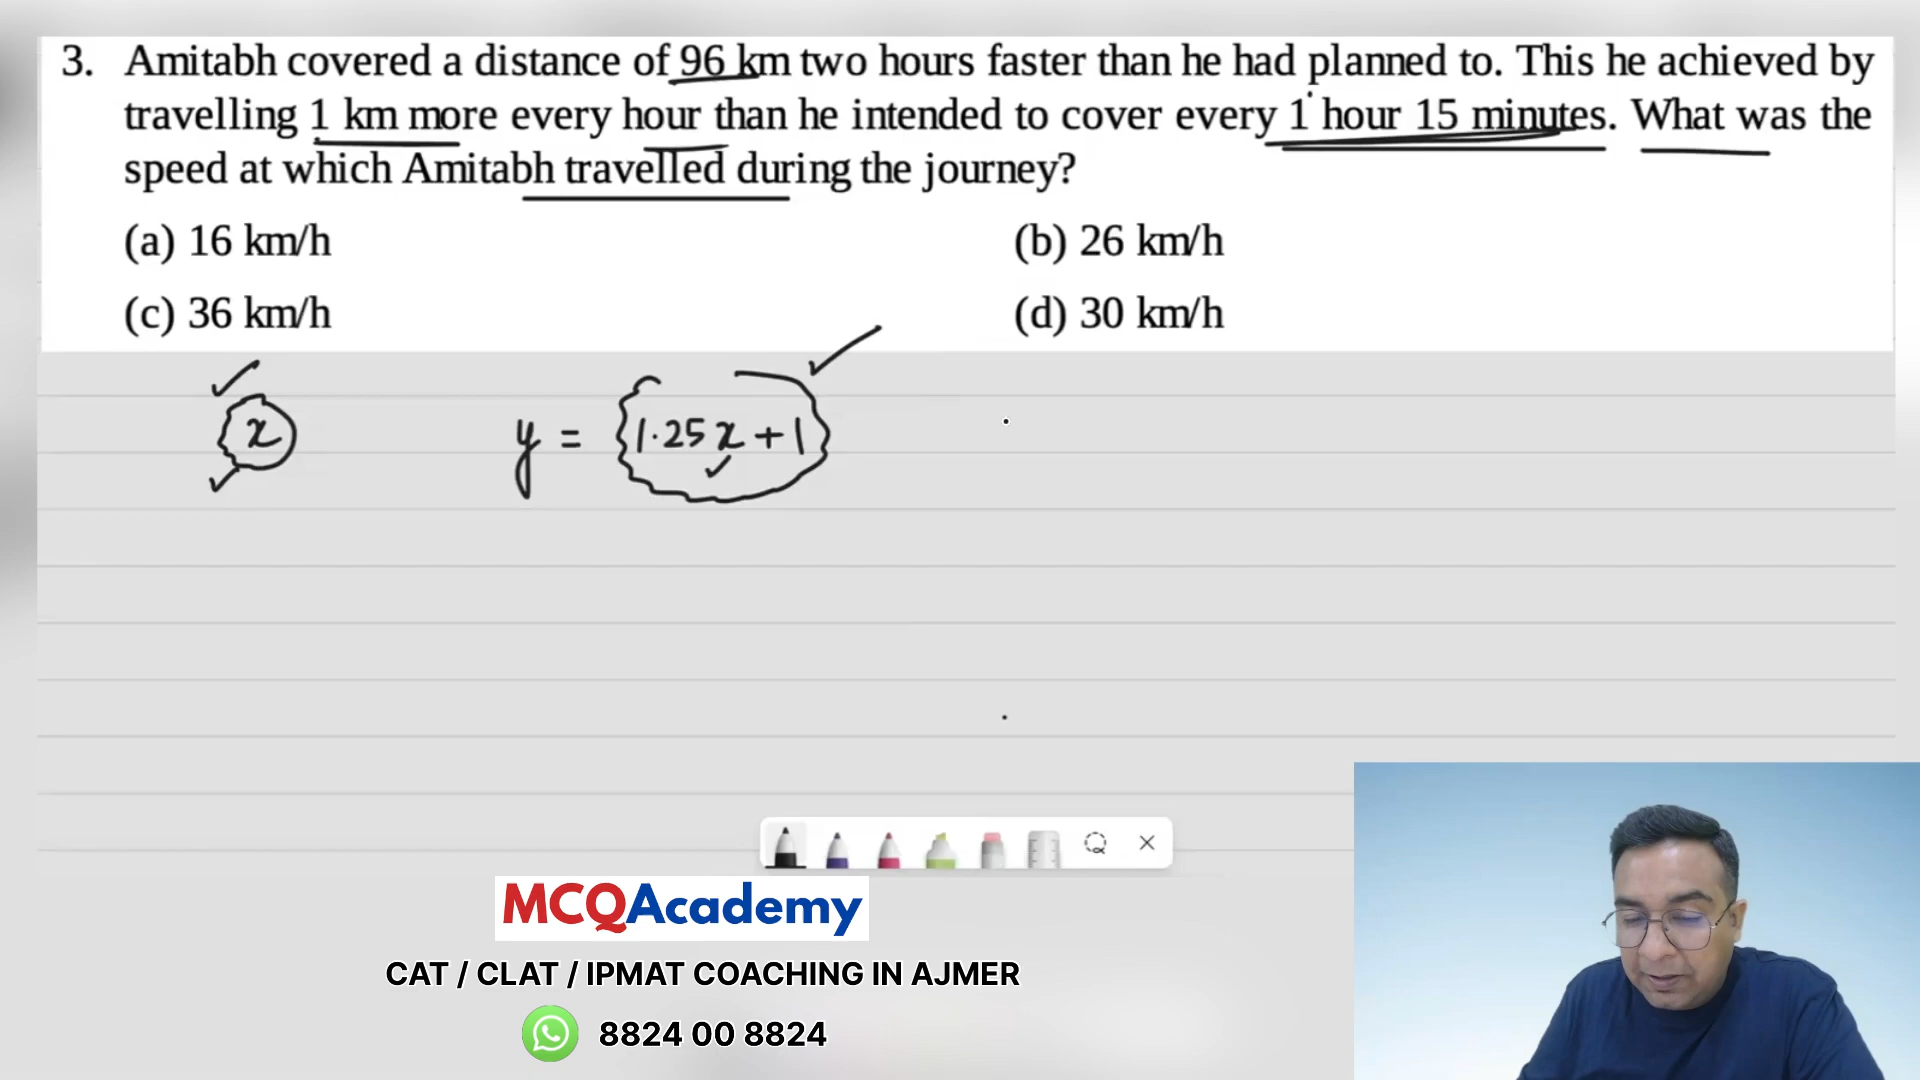 3. Amitabh covered a distance of 96 km two hours faster than he had planned to. This he achieved by
travelling 1 km more every hour than he intended to cover every 1 hour 15 minutes. What was the
speed at which Amitabh travelled during the journey?
(a) 16 km/h (b) 26 km/h
(c) 36 km/h (d) 30 km/h
x y = 1.25x+1
MCQAcademy
CAT / CLAT / IPMAT COACHING IN AJMER
8824 00 8824